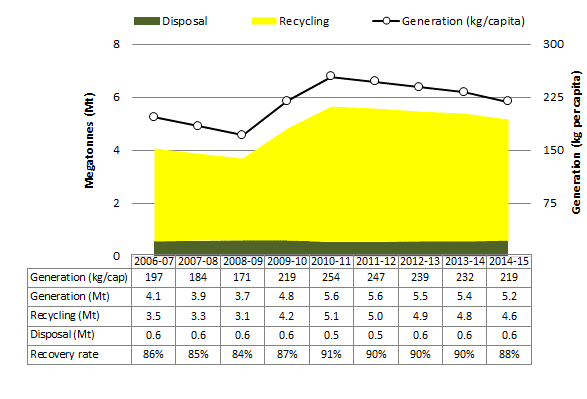 Disposal Recycling Generation (kg/capita)
8 300
6 225
4 150
2 75
0
Megatonnes (Mt)
Generation (kg percapita)
2006-07 2007-08 2008-09 2009-10 2010-11 2011-12 2012-13 2013-14 2014-15
Generation (kg/cap) 197 184 171 219 254 247 239 232 219
Generation (Mt) 4.1 3.9 3.7 4.8 5.6 5.6 5.5 5.4 5.2
Recycling (Mt) 3.5 3.3 3.1 4.2 5.1 5.0 4.9 4.8 4.6
Disposal (Mt) 0.6 0.6 0.6 0.6 0.5 0.5 0.6 0.6 0.6
Recovery rate 86% 85% 84% 87% 91% 90% 90% 90% 88%